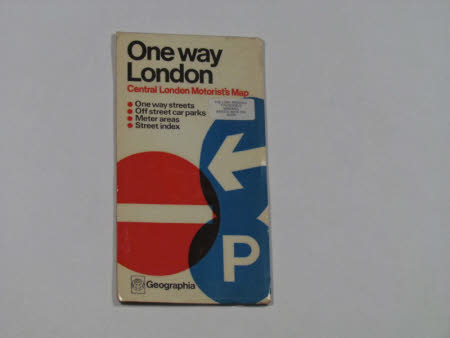 One way
London
Central London Motorist's Map
One way streets
Off street car parks
Meter areas
Street index
P
Geographia